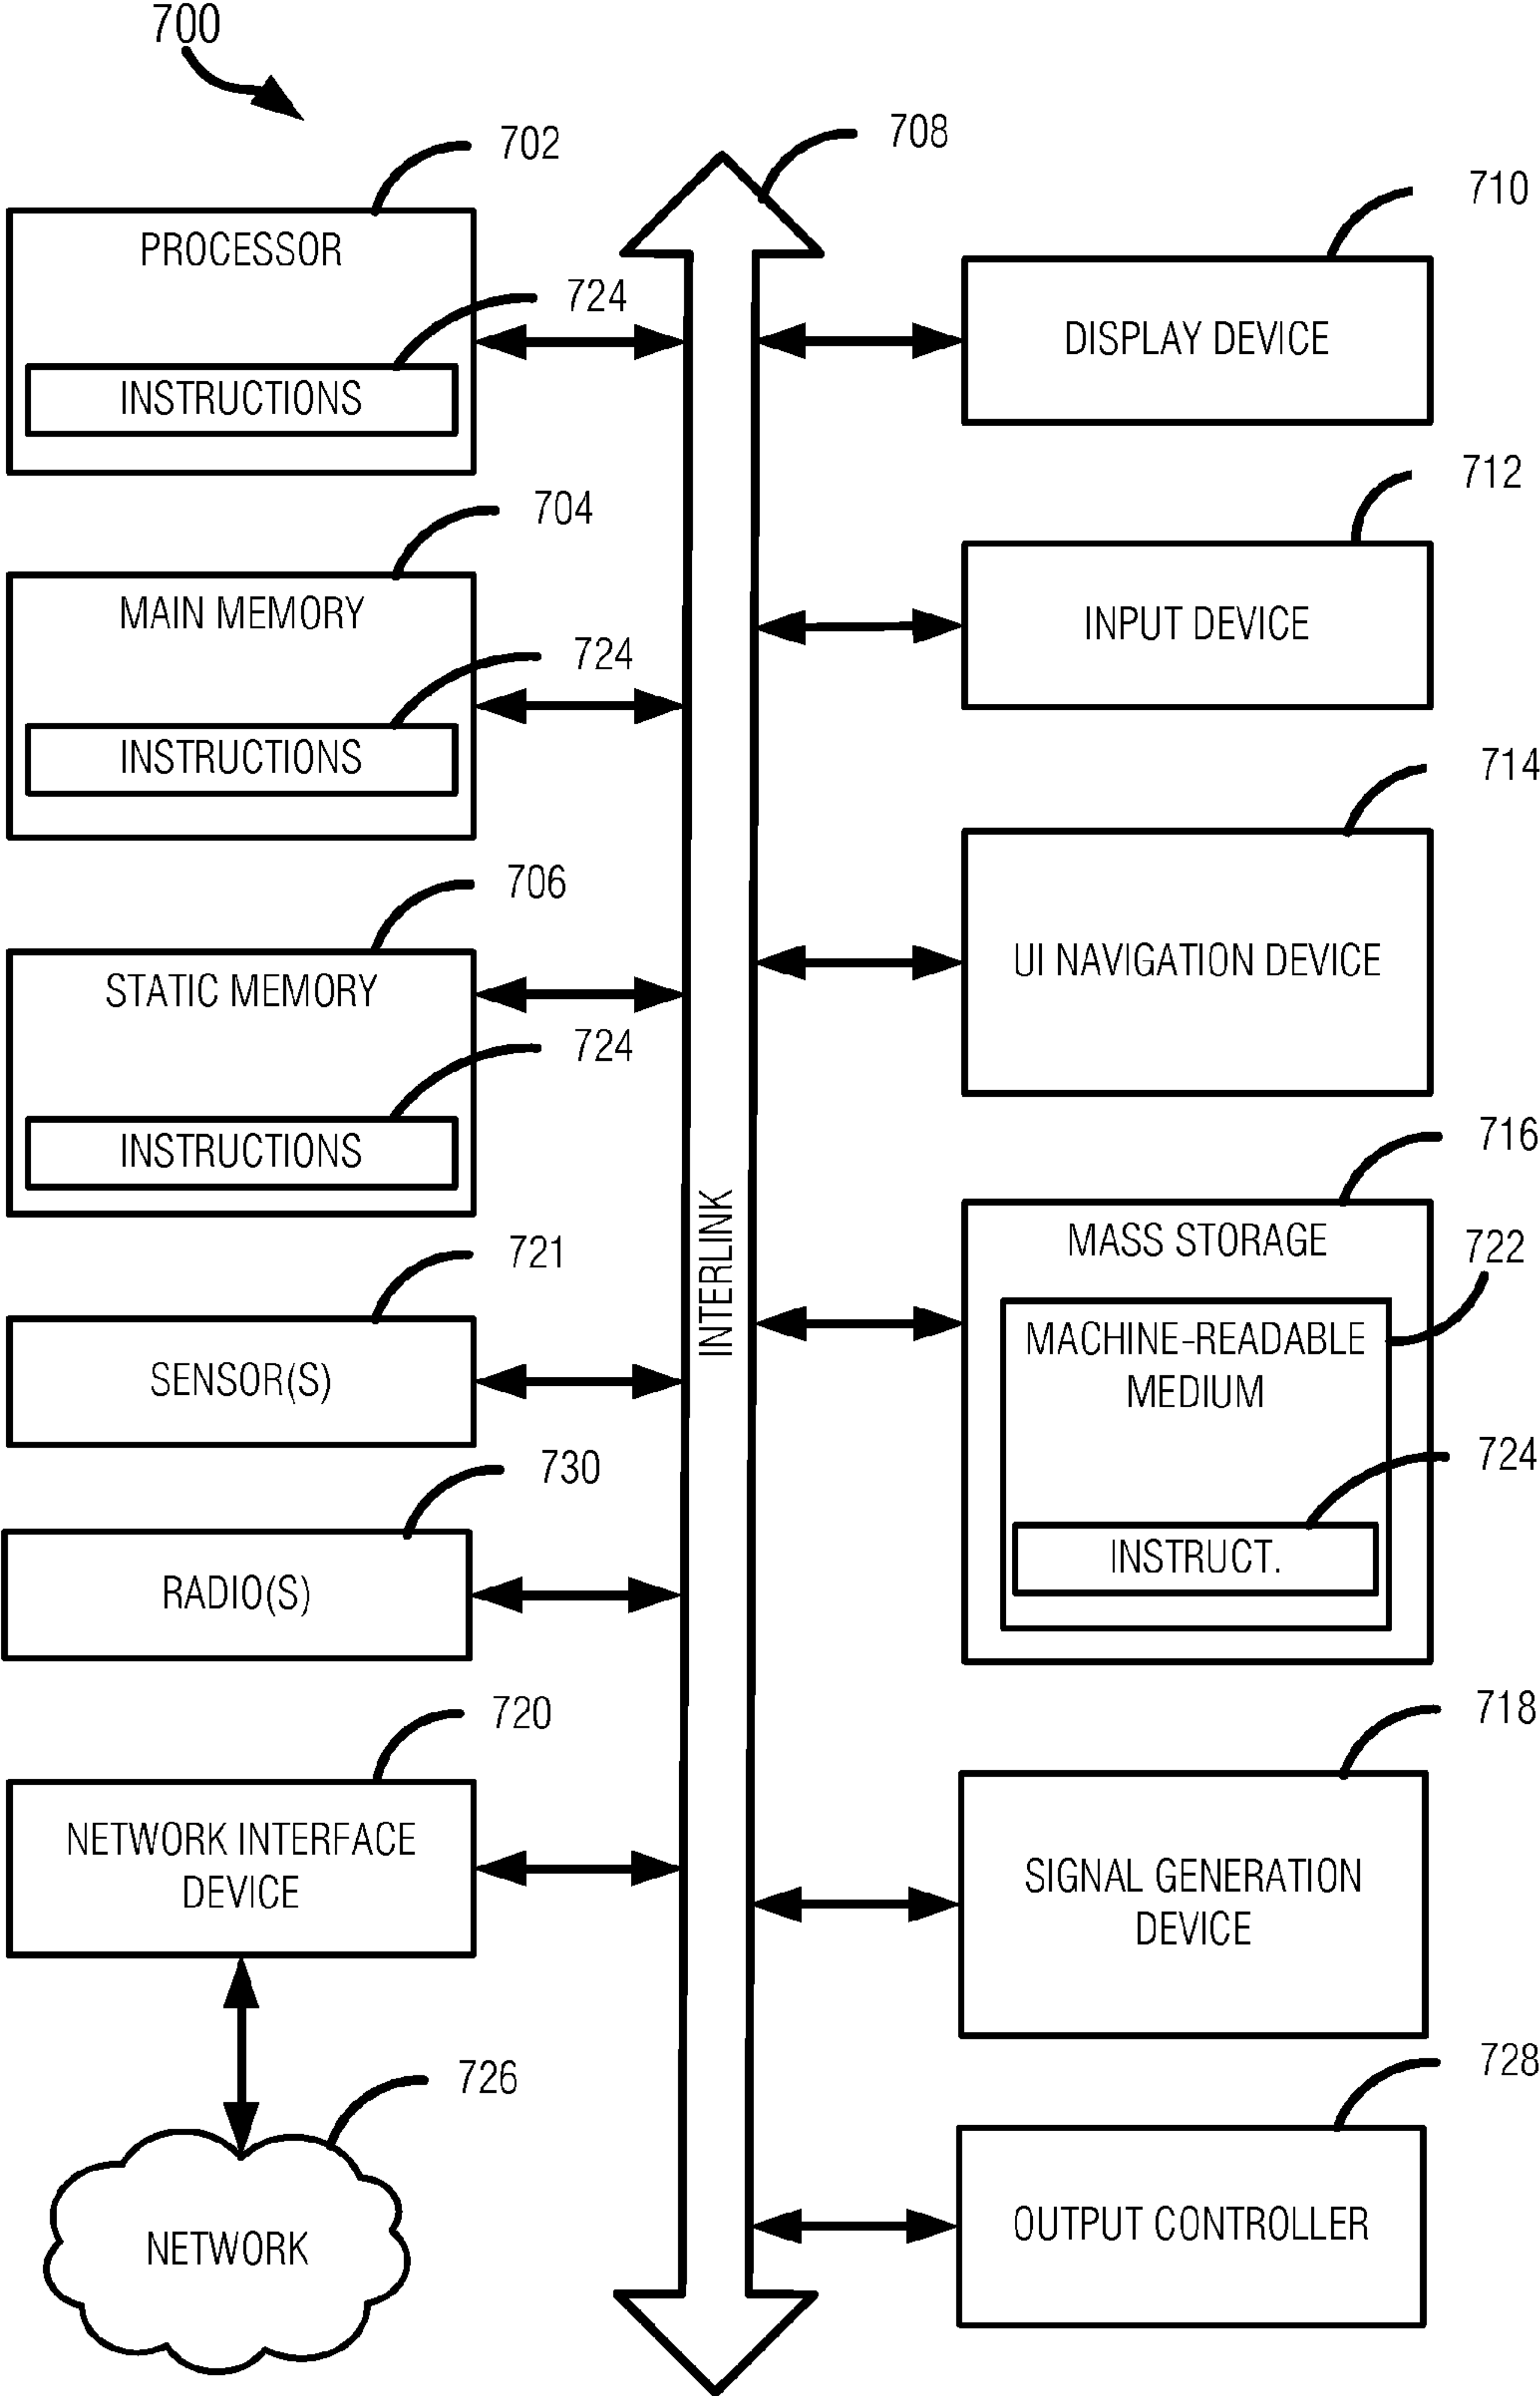 700
702
PROCESSOR
724
INSTRUCTIONS
704
MAIN MEMORY
724
INSTRUCTIONS
706
STATIC MEMORY
724
INSTRUCTIONS
721
SENSOR(S)
730
RADIO(S)
720
NETWORK INTERFACE
DEVICE
726
NETWORK
708
INTERLINK
710
DISPLAY DEVICE
712
INPUT DEVICE
714
UI NAVIGATION DEVICE
716
MASS STORAGE
722
MACHINE-READABLE
MEDIUM
724
INSTRUCT.
718
SIGNAL GENERATION
DEVICE
728
OUTPUT CONTROLLER